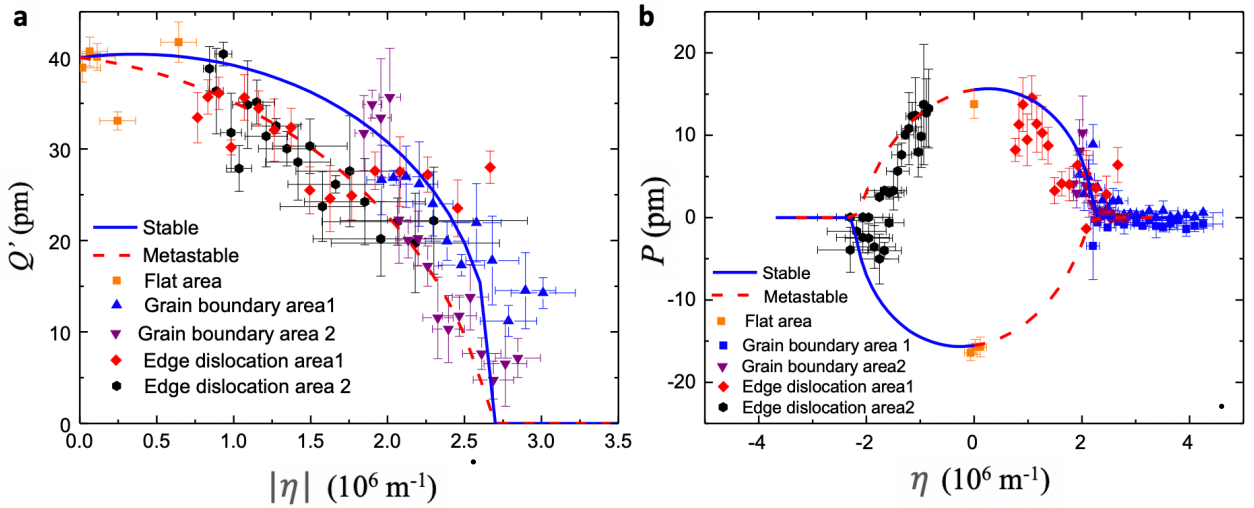 a
Q' (pm)
50
40
30
20
10
0
Stable
Metastable
Flat area
Grain boundary area1
Grain boundary area 2
Edge dislocation area1
Edge dislocation area 2
0.0 0.5 1.0 1.5 2.0 2.5 3.0 3.5
|η| (10⁶ m⁻¹)
b
P (pm)
20
10
0
-10
-20
Stable
Metastable
Flat area
Grain boundary area 1
Grain boundary area2
Edge dislocation area1
Edge dislocation area2
-4 -2 0 2 4
η (10⁶ m⁻¹)